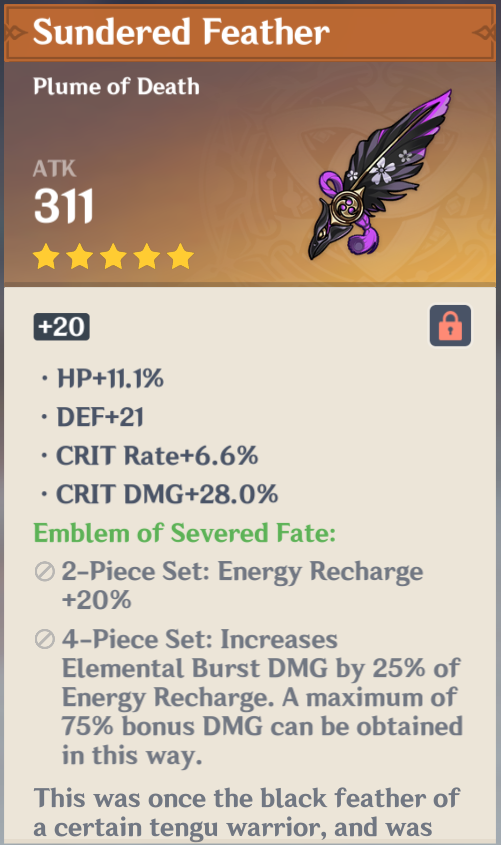 Sundered Feather
Plume of Death
ATK
311
+20
· HP+11.1%
· DEF+21
· CRIT Rate+6.6%
· CRIT DMG+28.0%
Emblem of Severed Fate:
2-Piece Set: Energy Recharge
+20%
4-Piece Set: Increases
Elemental Burst DMG by 25% of
Energy Recharge. A maximum of
75% bonus DMG can be obtained
in this way.
This was once the black feather of
a certain tengu warrior, and was